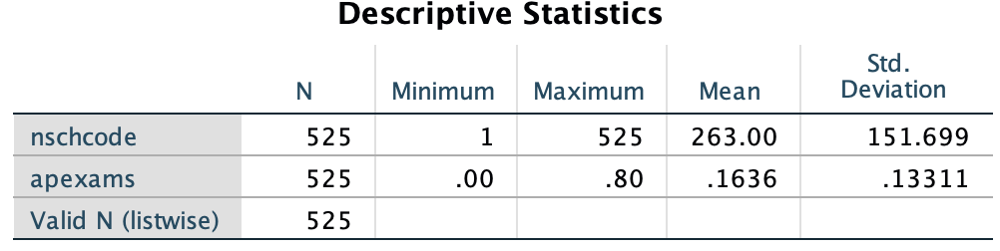 Descriptive Statistics
N Minimum Maximum Mean Std. Deviation
nschcode 525 1 525 263.00 151.699
apexams 525 .00 .80 .1636 .13311
Valid N (listwise) 525